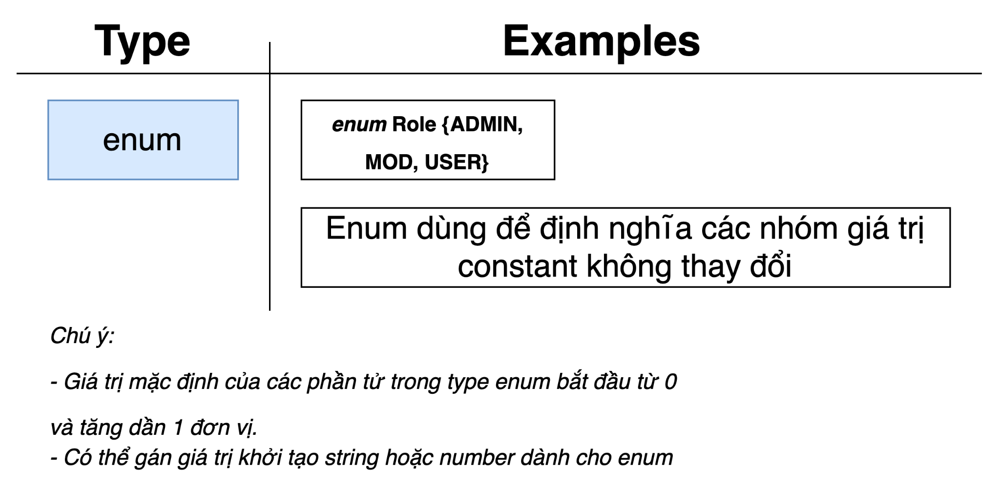 Type
Examples
enum
enum Role {ADMIN,
MOD, USER}
Enum dùng để định nghĩa các nhóm giá trị
constant không thay đổi
Chú ý:
- Giá trị mặc định của các phần tử trong type enum bắt đầu từ 0
và tăng dần 1 đơn vị.
- Có thể gán giá trị khởi tạo string hoặc number dành cho enum